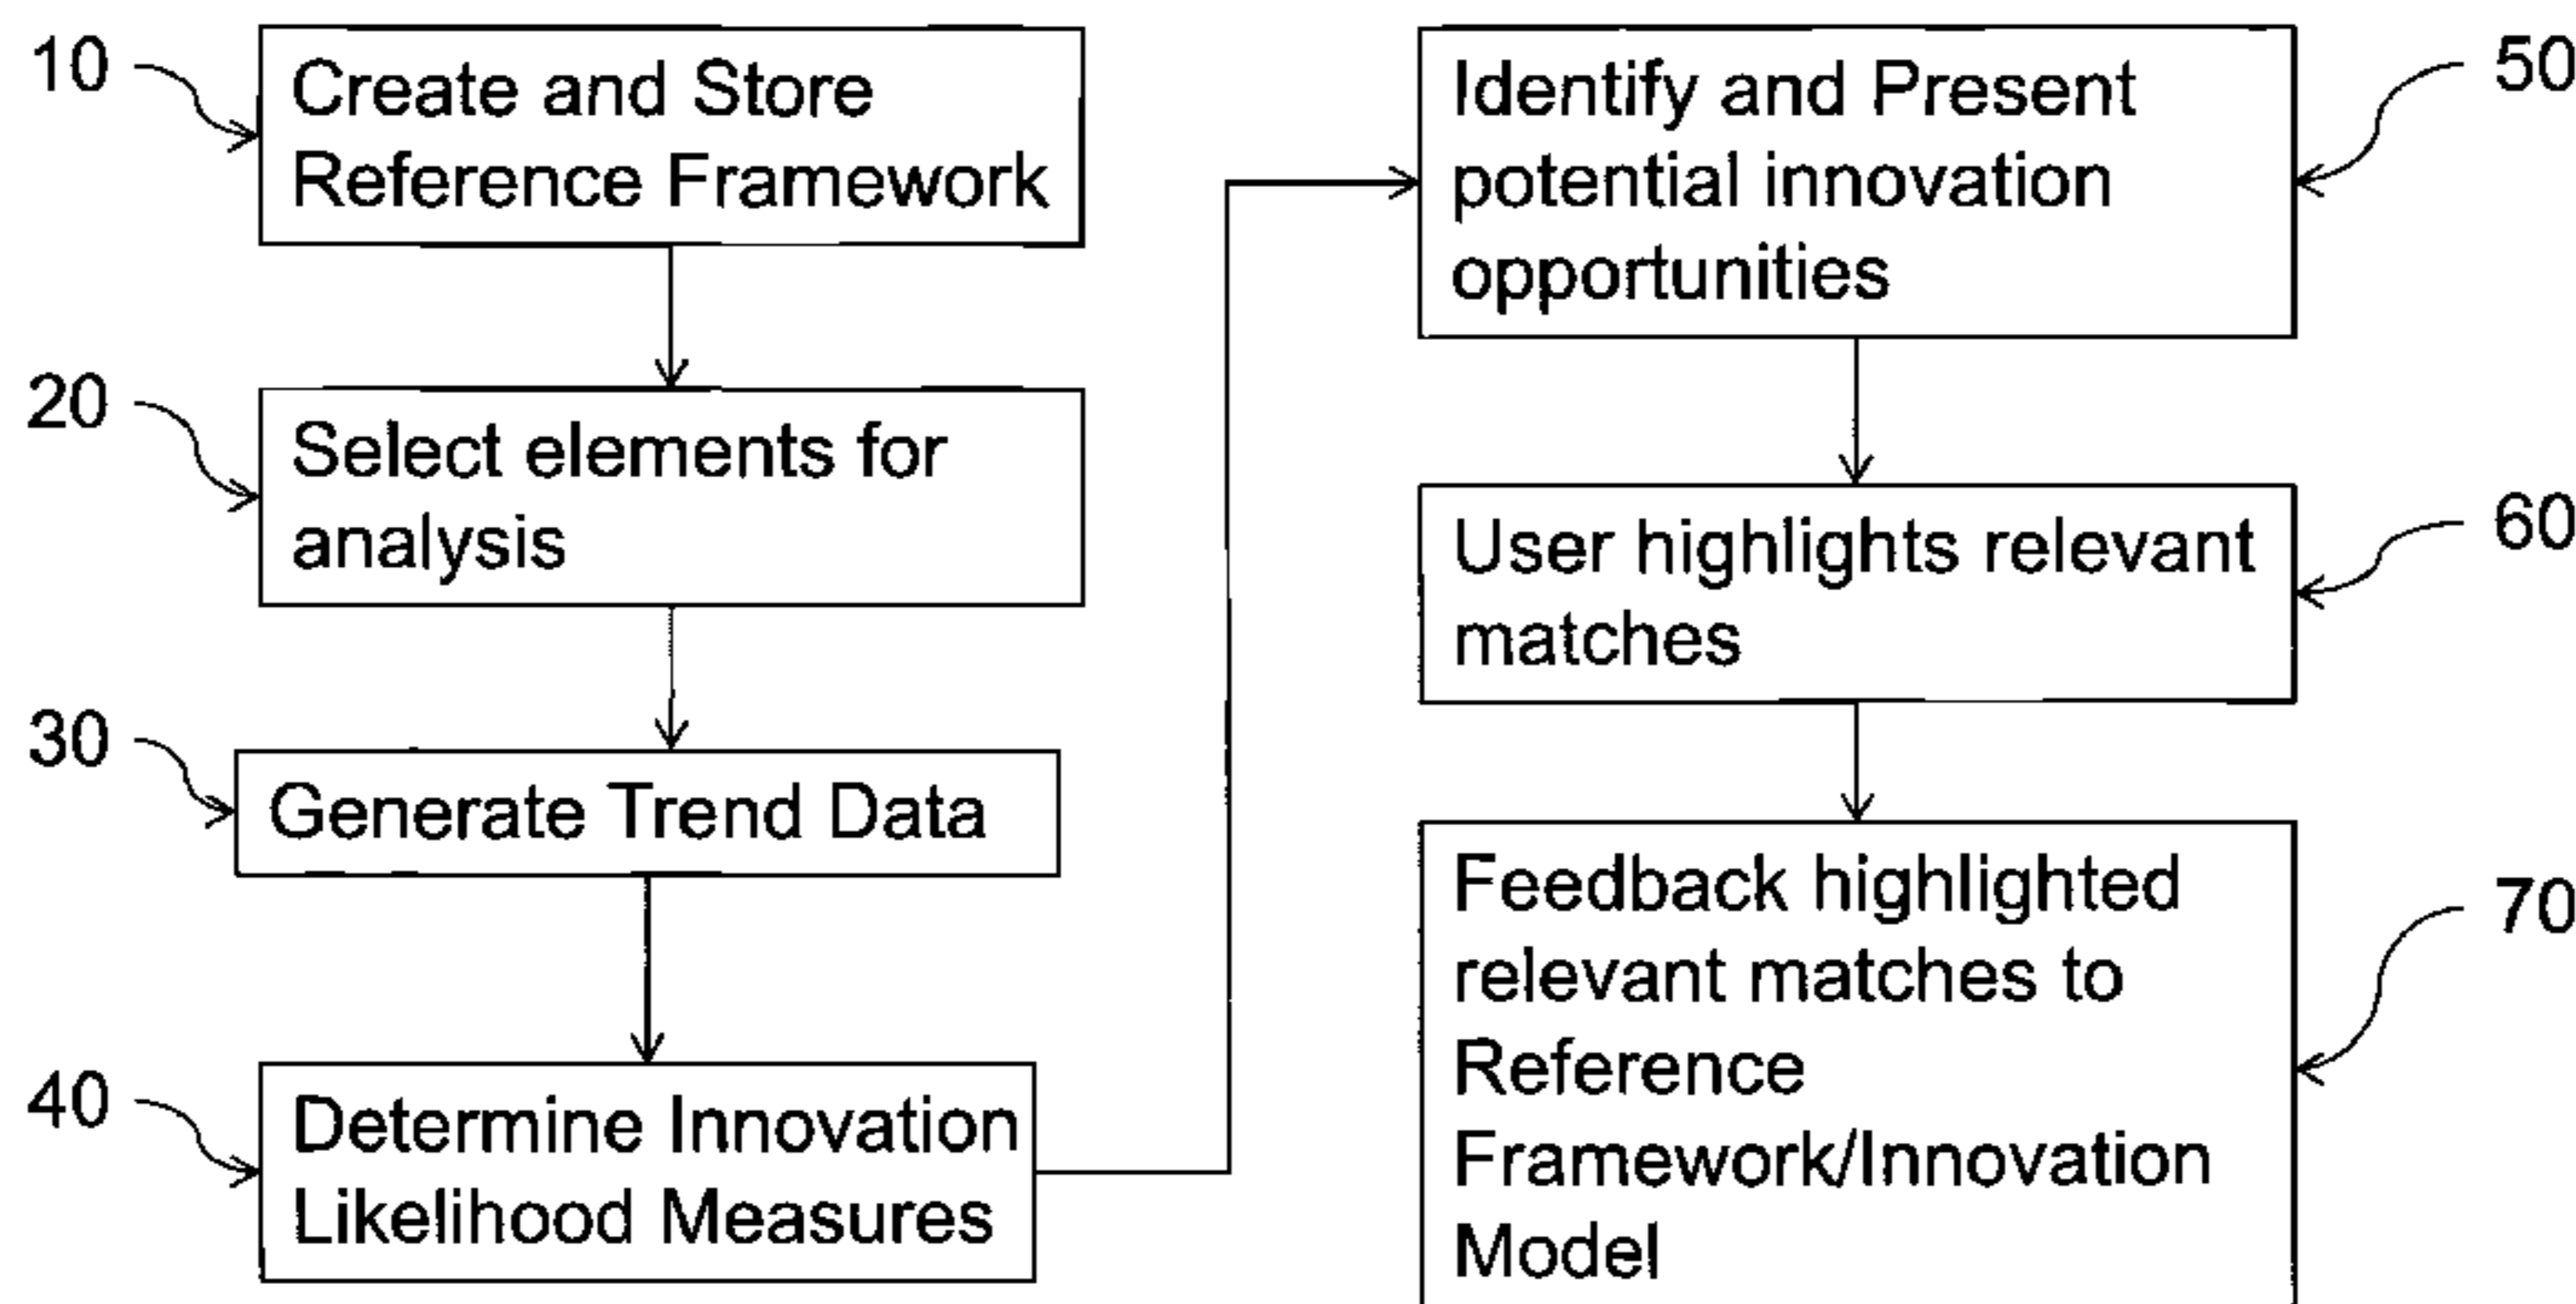 10
Create and Store
Reference Framework
20
Select elements for
analysis
30
Generate Trend Data
40
Determine Innovation
Likelihood Measures
50
Identify and Present
potential innovation
opportunities
60
User highlights relevant
matches
70
Feedback highlighted
relevant matches to
Reference
Framework/Innovation
Model